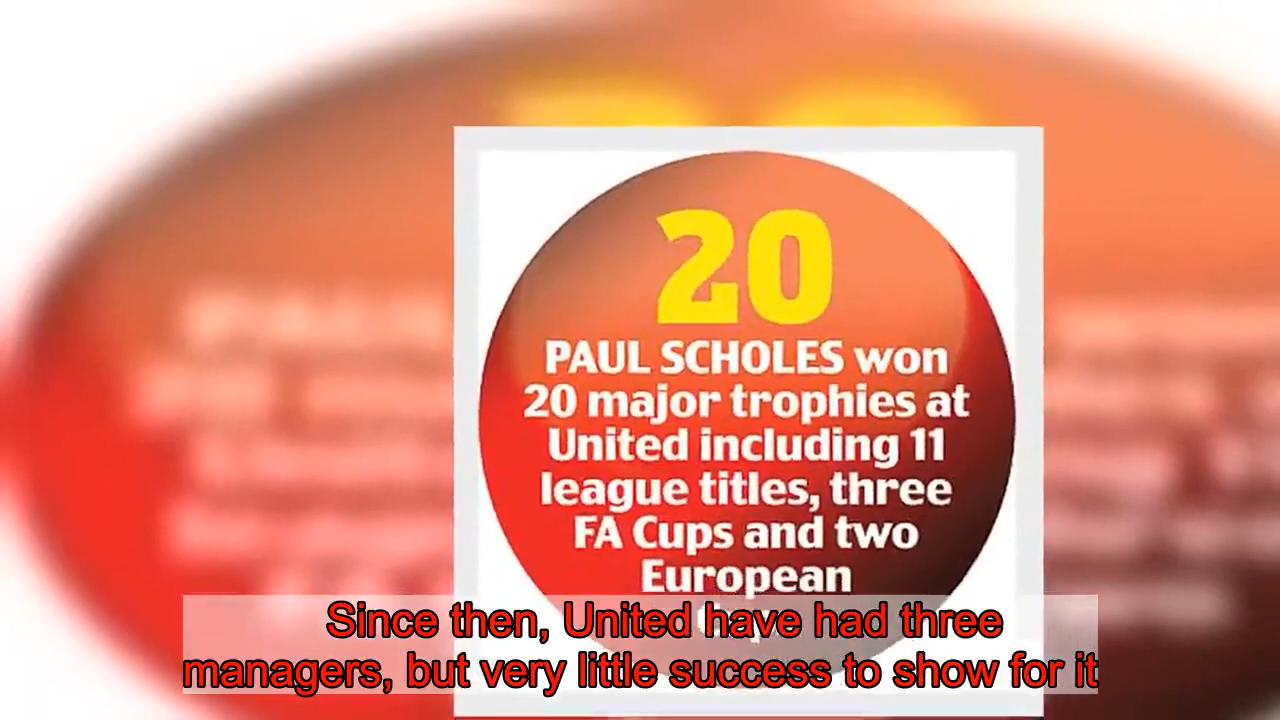 20
PAUL SCHOLES won
20 major trophies at
United including 11
league titles, three
FA Cups and two
European
Since then, United have had three
managers, but very little success to show for it